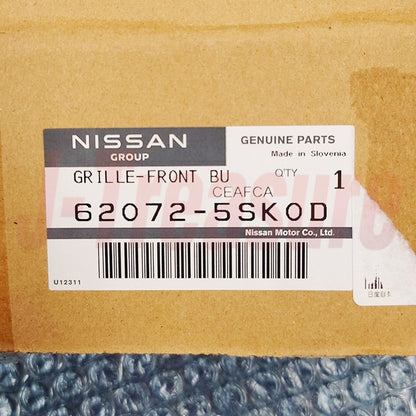 NISSAN
GROUP
GENUINE PARTS
Made in Slovenia
GRILLE-FRONT BU
QTY
1
CEAFCA
62072-5SK0D
Nissan Motor Co., Ltd.
U12311